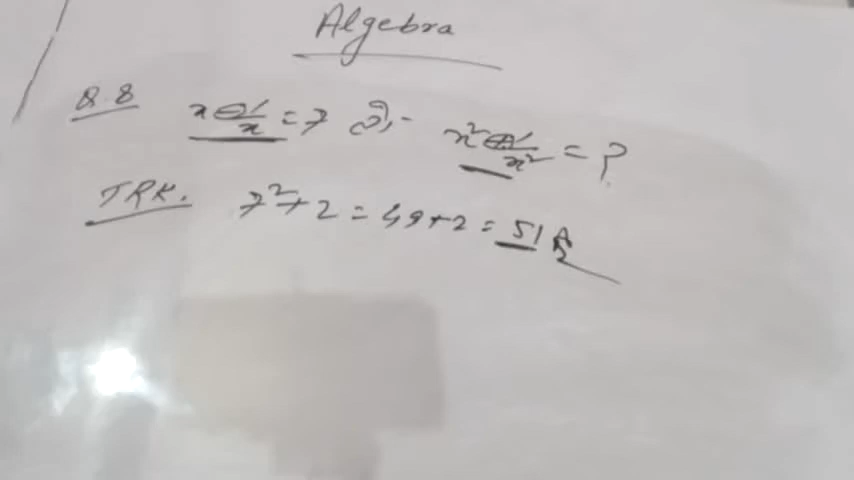 Algebra
Q.8 x - 1/x = 7 है, - x² + 1/x² = ?
TRK. 7² + 2 = 49 + 2 = 51 A